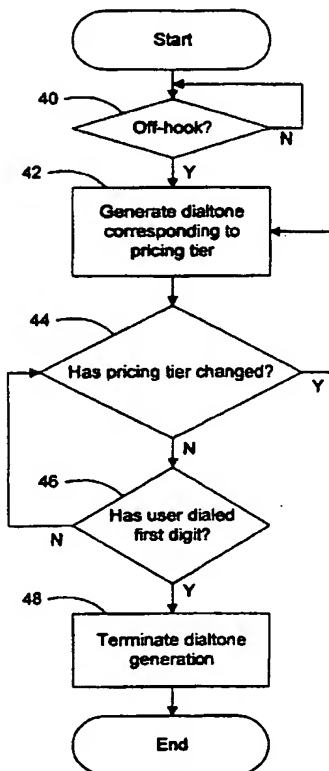 Start
40
Off-hook?
N
Y
42
Generate dialtone
corresponding to
pricing tier
44
Has pricing tier changed?
Y
N
46
Has user dialed
first digit?
N
Y
48
Terminate dialtone
generation
End